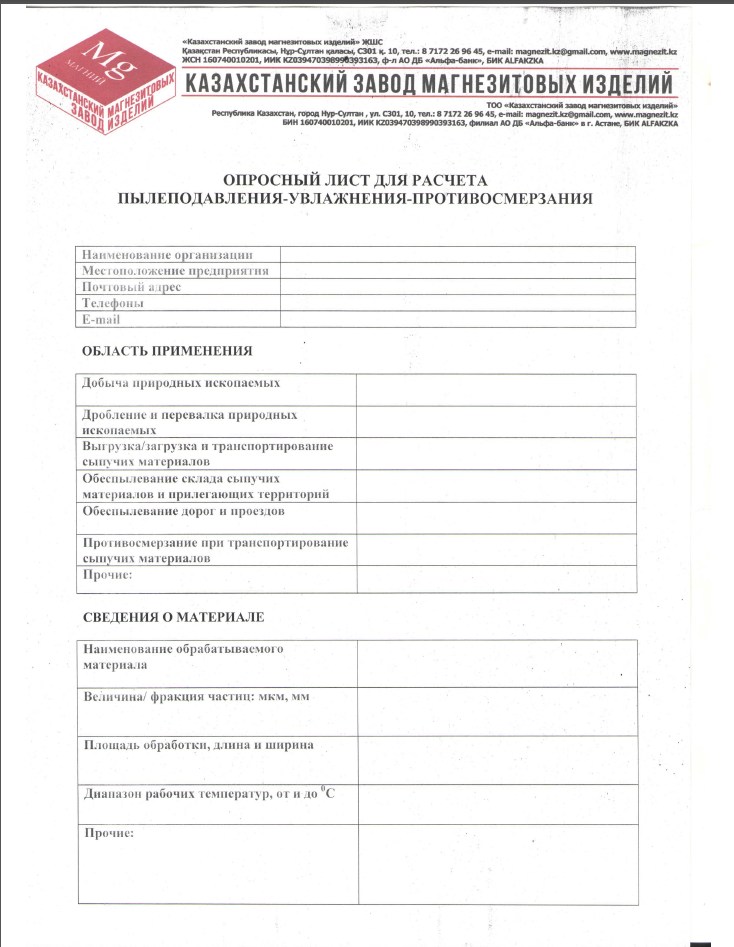 Mg
МАГНИЙ
КАЗАХСТАНСКИЙ
ЗАВОД
МАГНЕЗИТОВЫХ
ИЗДЕЛИЙ
«Казахстанский завод магнезитовых изделий» ЖШС
Қазақстан Республикасы, Нұр-Сұлтан қаласы, С301 қ. 10, тел.: 8 7172 26 96 45, e-mail: magnezit.kz@gmail.com, www.magnezit.kz
ЖСН 160740010201, ИИК KZ039470398990393163, ф-л АО ДБ «Альфа-банк», БИК ALFAKZKA
КАЗАХСТАНСКИЙ ЗАВОД МАГНЕЗИТОВЫХ ИЗДЕЛИЙ
ТОО «Казахстанский завод магнезитовых изделий»
Республика Казахстан, город Нур-Султан , ул. С301, 10, тел.: 8 7172 26 96 45, e-mail: magnezit.kz@gmail.com, www.magnezit.kz
БИН 160740010201, ИИК KZ039470398990393163, филиал АО ДБ «Альфа-банк» в г. Астане, БИК ALFAKZKA
ОПРОСНЫЙ ЛИСТ ДЛЯ РАСЧЕТА
ПЫЛЕПОДАВЛЕНИЯ-УВЛАЖНЕНИЯ-ПРОТИВОСМЕРЗАНИЯ
Наименование организации
Местоположение предприятия
Почтовый адрес
Телефоны
E-mail
ОБЛАСТЬ ПРИМЕНЕНИЯ
Добыча природных ископаемых
Дробление и перевалка природных
ископаемых
Выгрузка/загрузка и транспортирование
сыпучих материалов
Обеспылевание склада сыпучих
материалов и прилегающих территорий
Обеспылевание дорог и проездов
Противосмерзание при транспортирование
сыпучих материалов
Прочие:
СВЕДЕНИЯ О МАТЕРИАЛЕ
Наименование обрабатываемого
материала
Величина/ фракция частиц: мкм, мм
Площадь обработки, длина и ширина
Диапазон рабочих температур, от и до ⁰С
Прочие: